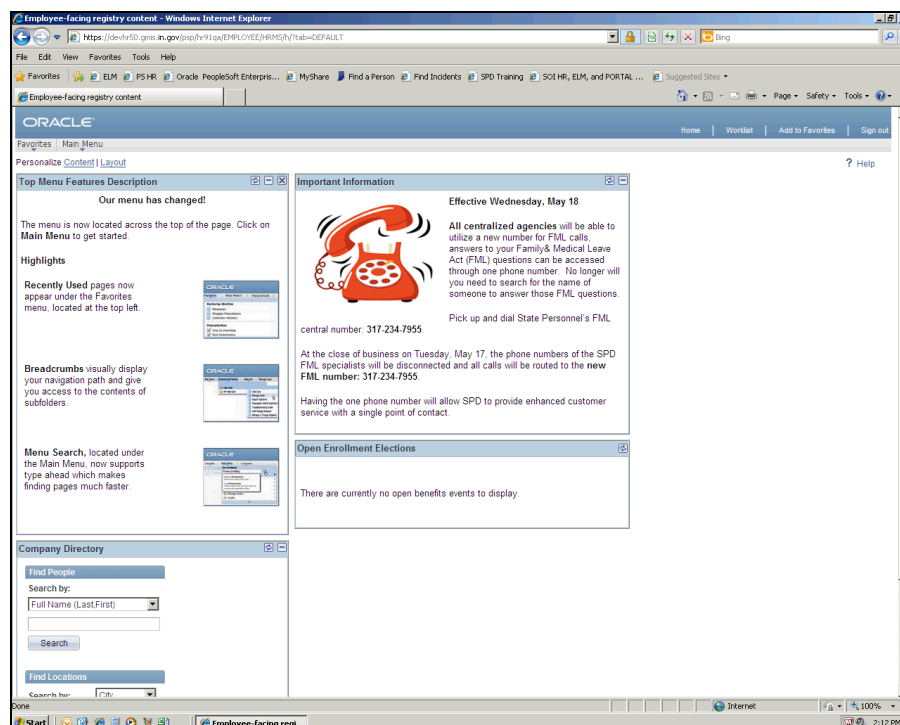 Employee-facing registry content - Windows Internet Explorer
https://devhr50.gmis.in.gov/psp/hr91qa/EMPLOYEE/HRMS/h/?tab=DEFAULT
Bing
File Edit View Favorites Tools Help
Favorites ELM PS HR Oracle PeopleSoft Enterpris... MyShare Find a Person Find Incidents SPD Training SOI HR, ELM, and PORTAL ... Suggested Sites
Employee-facing registry content
Page Safety Tools
ORACLE
Home | Worklist | Add to Favorites | Sign out
Favorites Main Menu
Personalize Content | Layout
? Help
Top Menu Features Description
Our menu has changed!
The menu is now located across the top of the page. Click on
Main Menu to get started.
Highlights
Recently Used pages now
appear under the Favorites
menu, located at the top left.
ORACLE
Breadcrumbs visually display
your navigation path and give
you access to the contents of
subfolders.
ORACLE
Menu Search, located under
the Main Menu, now supports
type ahead which makes
finding pages much faster.
ORACLE
Important Information
Effective Wednesday, May 18
All centralized agencies will be able to
utilize a new number for FML calls,
answers to your Family& Medical Leave
Act (FML) questions can be accessed
through one phone number. No longer will
you need to search for the name of
someone to answer those FML questions.
Pick up and dial State Personnel's FML
central number: 317-234-7955.
At the close of business on Tuesday, May 17, the phone numbers of the SPD
FML specialists will be disconnected and all calls will be routed to the new
FML number: 317-234-7955.
Having the one phone number will allow SPD to provide enhanced customer
service with a single point of contact.
Open Enrollment Elections
There are currently no open benefits events to display.
Company Directory
Find People
Search by:
Full Name (Last,First)
Search
Find Locations
Search by: City
Done
Internet
100%
Start
Employee-facing regi...
2:12 PM